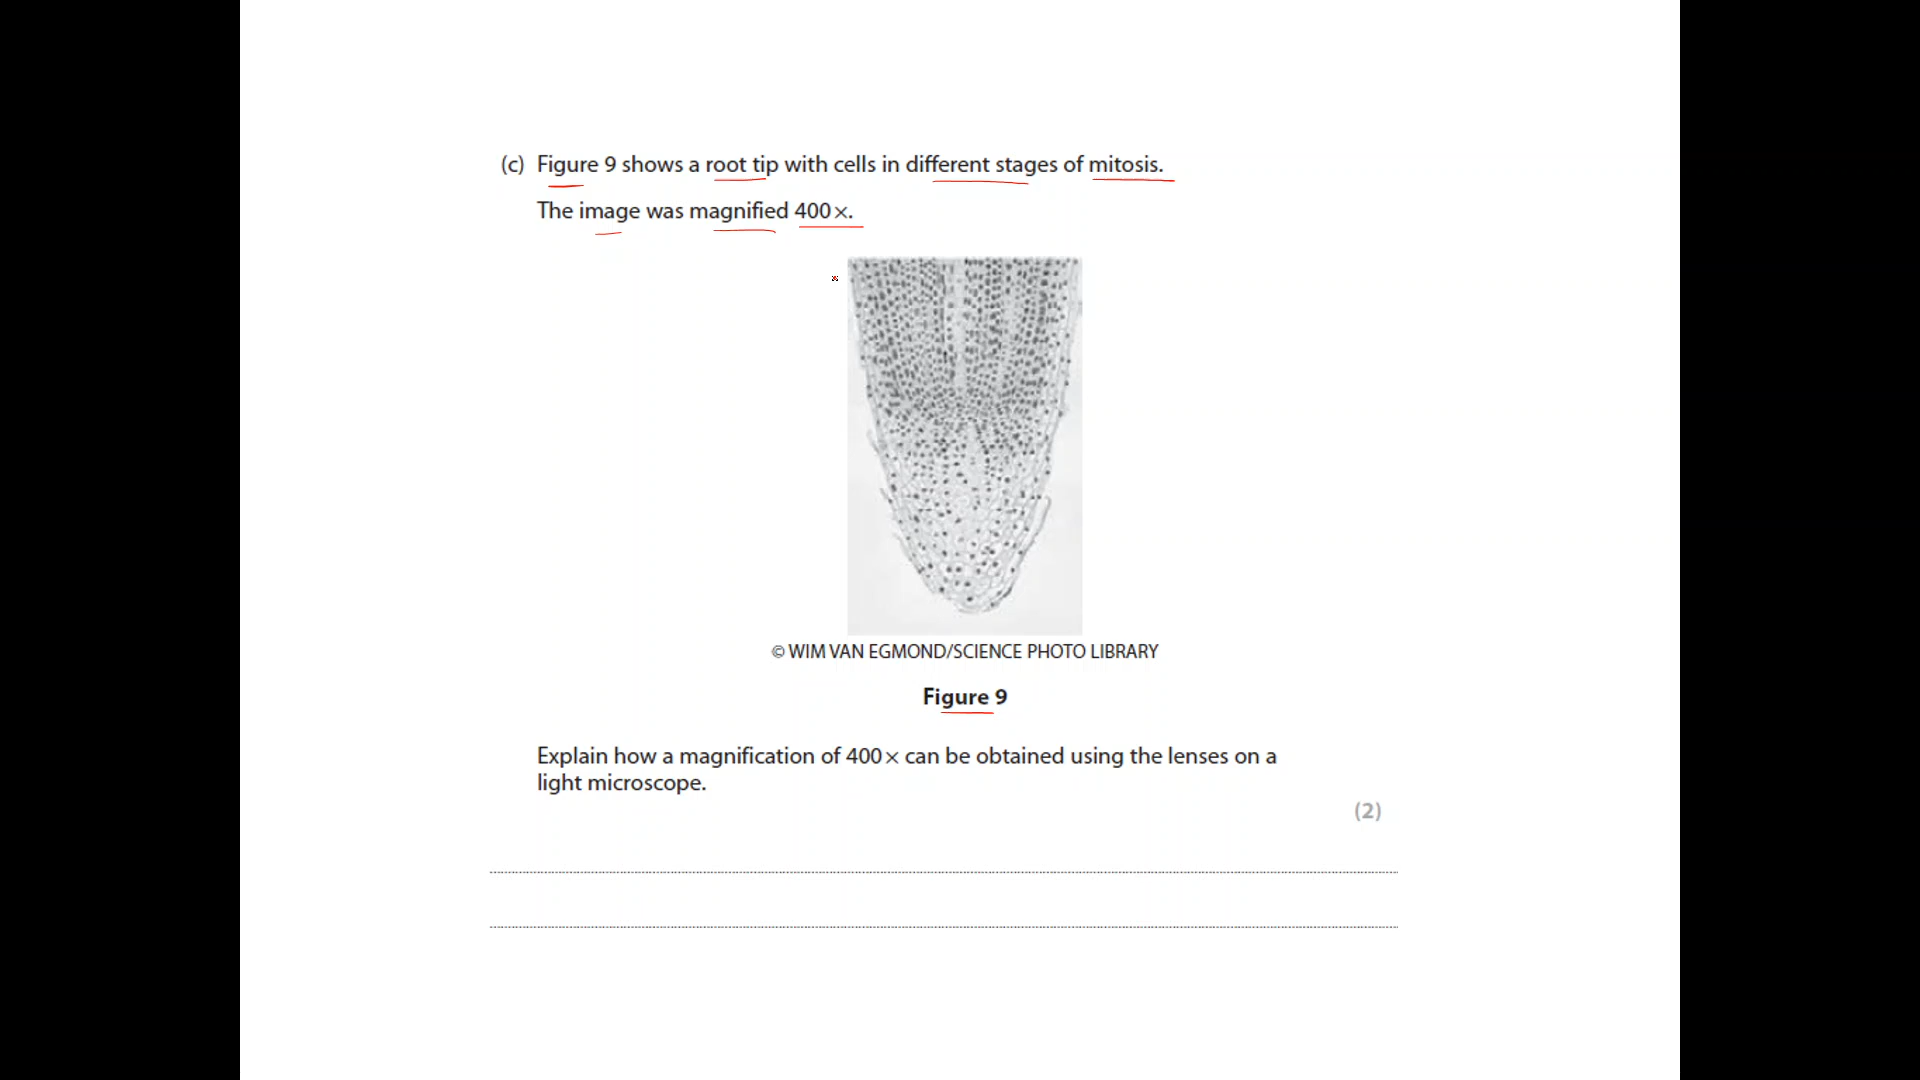 (c) Figure 9 shows a root tip with cells in different stages of mitosis.
The image was magnified 400×.
© WIM VAN EGMOND/SCIENCE PHOTO LIBRARY
Figure 9
Explain how a magnification of 400× can be obtained using the lenses on a
light microscope.
(2)